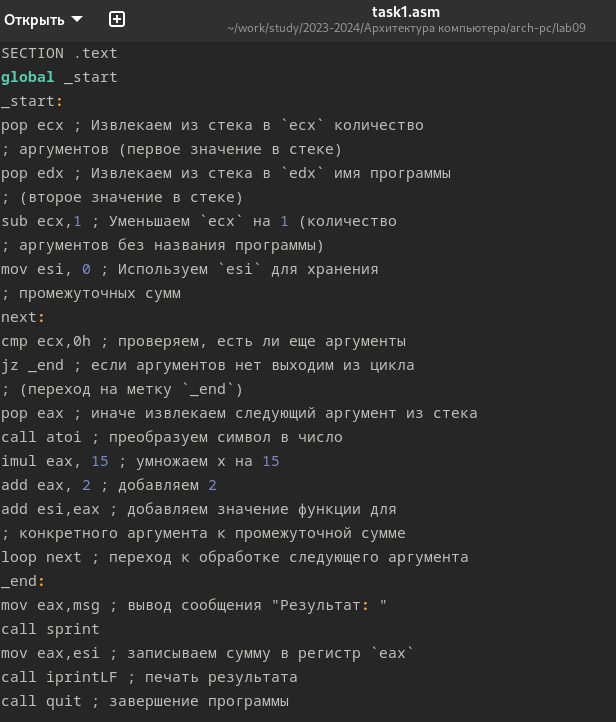 Открыть
task1.asm
~/work/study/2023-2024/Архитектура компьютера/arch-pc/lab09
SECTION .text
global _start
_start:
pop ecx ; Извлекаем из стека в `ecx` количество
; аргументов (первое значение в стеке)
pop edx ; Извлекаем из стека в `edx` имя программы
; (второе значение в стеке)
sub ecx,1 ; Уменьшаем `ecx` на 1 (количество
; аргументов без названия программы)
mov esi, 0 ; Используем `esi` для хранения
; промежуточных сумм
next:
cmp ecx,0h ; проверяем, есть ли еще аргументы
jz _end ; если аргументов нет выходим из цикла
; (переход на метку `_end`)
pop eax ; иначе извлекаем следующий аргумент из стека
call atoi ; преобразуем символ в число
imul eax, 15 ; умножаем x на 15
add eax, 2 ; добавляем 2
add esi,eax ; добавляем значение функции для
; конкретного аргумента к промежуточной сумме
loop next ; переход к обработке следующего аргумента
_end:
mov eax,msg ; вывод сообщения "Результат: "
call sprint
mov eax,esi ; записываем сумму в регистр `eax`
call iprintLF ; печать результата
call quit ; завершение программы